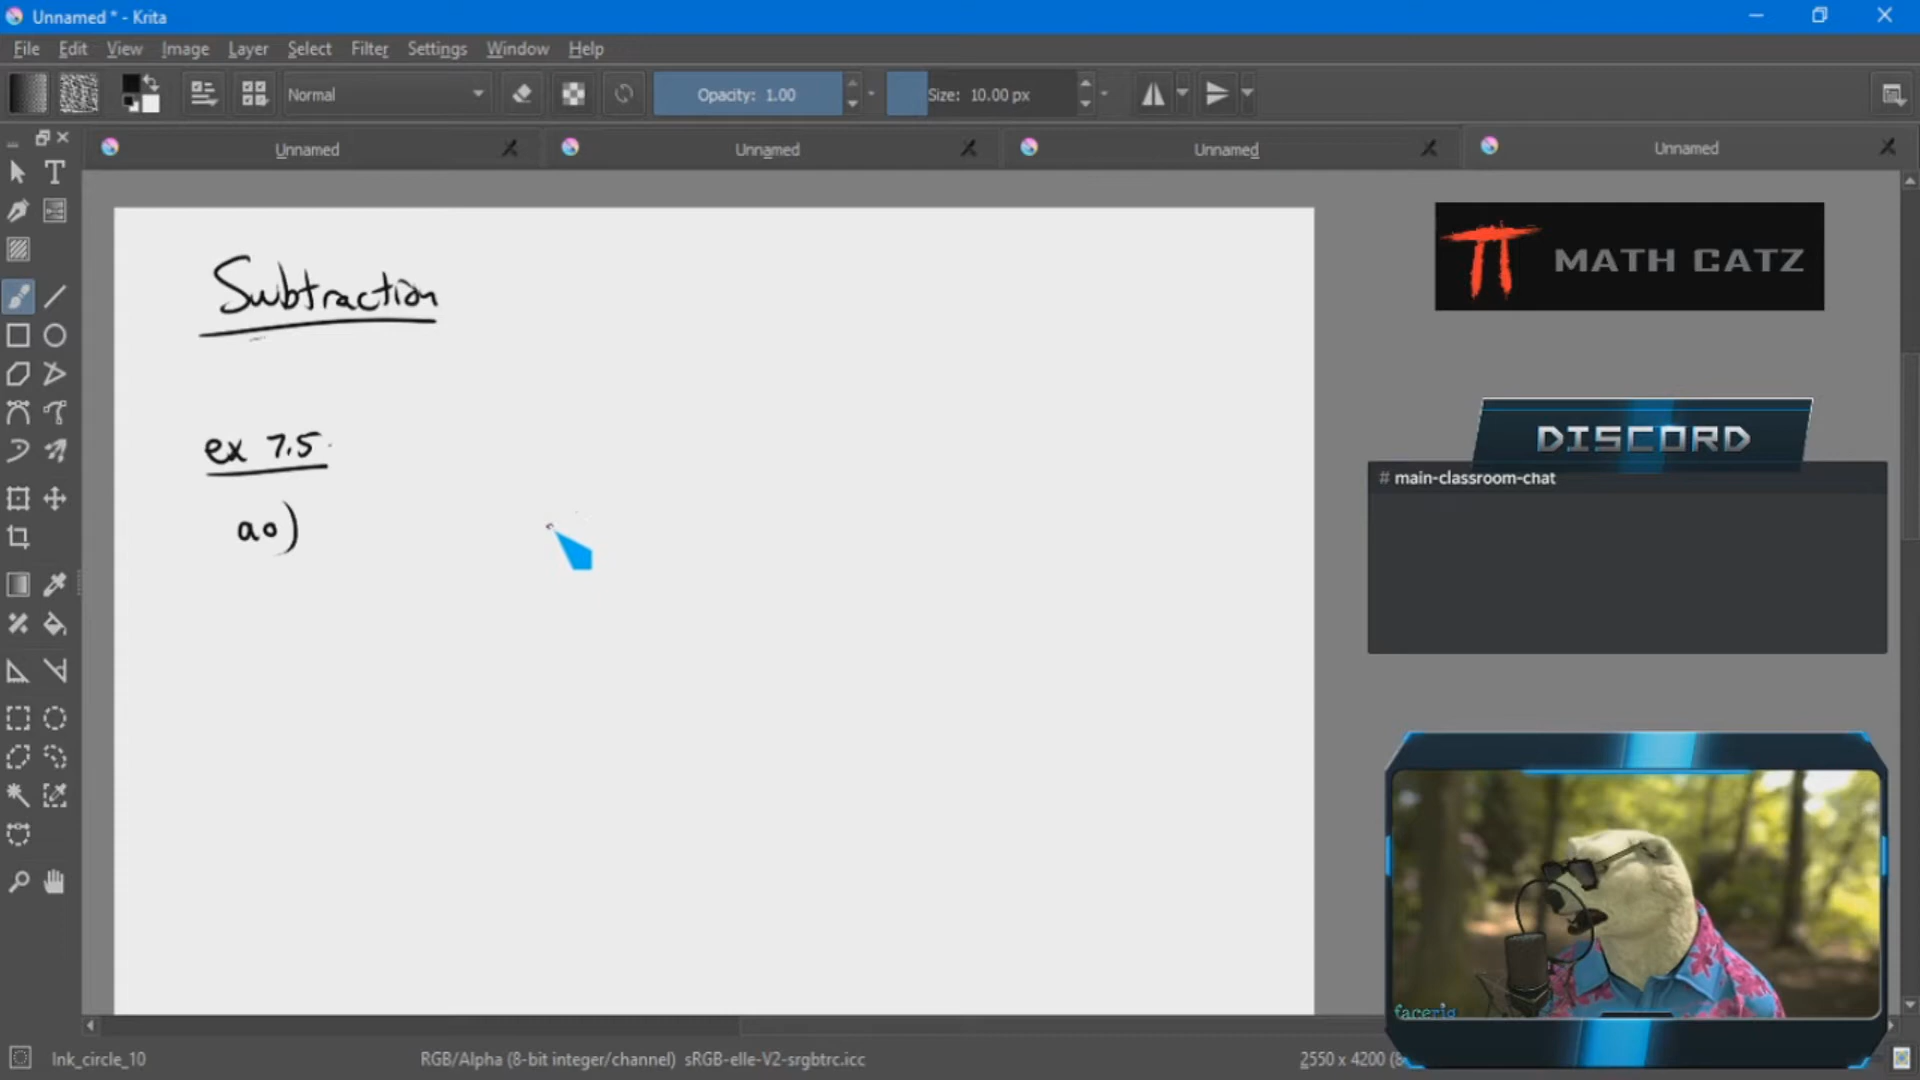 Unnamed * - Krita
File Edit View Image Layer Select Filter Settings Window Help
Normal Opacity: 1.00 Size: 10.00 px
Unnamed Unnamed Unnamed Unnamed
Subtraction
ex 7.5
ao)
MATH CATZ
DISCORD
# main-classroom-chat
facerig
Ink_circle_10 RGB/Alpha (8-bit integer/channel) sRGB-elle-V2-srgbtrc.icc 2550 x 4200 (8